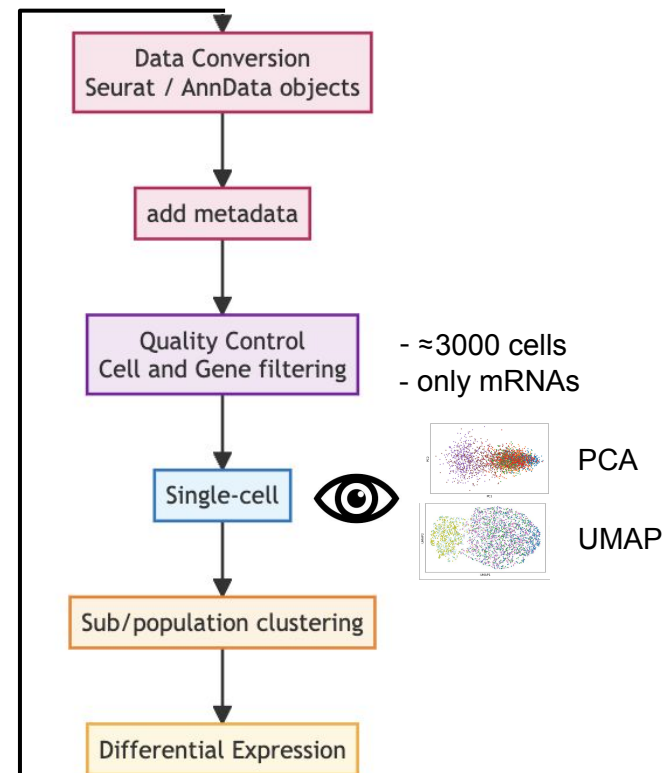 Data Conversion
Seurat / AnnData objects
add metadata
Quality Control
Cell and Gene filtering
- ≈3000 cells
- only mRNAs
Single-cell
PCA
UMAP
Sub/population clustering
Differential Expression